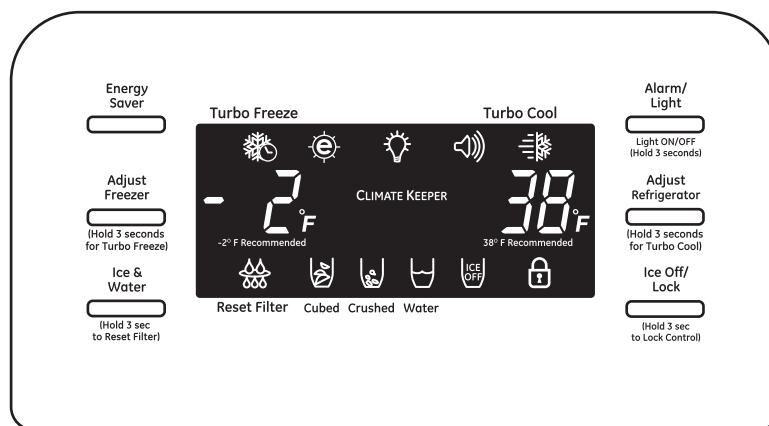 Energy
Saver
Adjust
Freezer
(Hold 3 seconds
for Turbo Freeze)
Ice &
Water
(Hold 3 sec
to Reset Filter)
Turbo Freeze
Turbo Cool
e
CLIMATE KEEPER
-2°F
38°F
-2° F Recommended
38° F Recommended
ICE
OFF
Reset Filter
Cubed
Crushed
Water
Alarm/
Light
Light ON/OFF
(Hold 3 seconds)
Adjust
Refrigerator
(Hold 3 seconds
for Turbo Cool)
Ice Off/
Lock
(Hold 3 sec
to Lock Control)